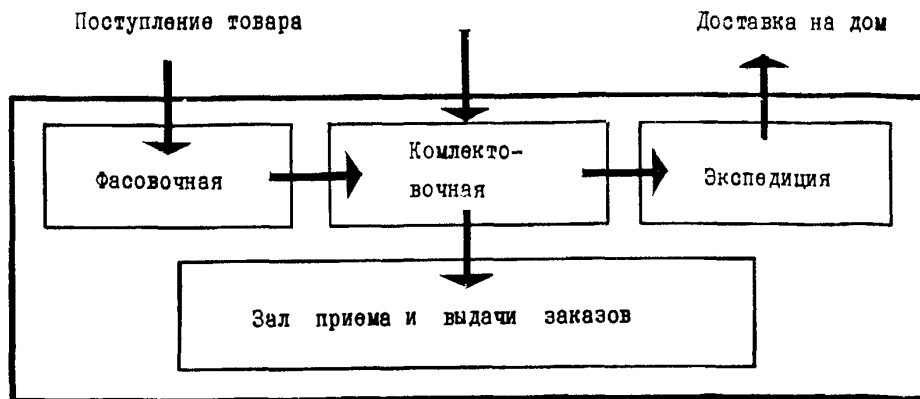 Поступление товара
Доставка на дом
Фасовочная
Комлекто-
вочная
Экспедиция
Зал приема и выдачи заказов